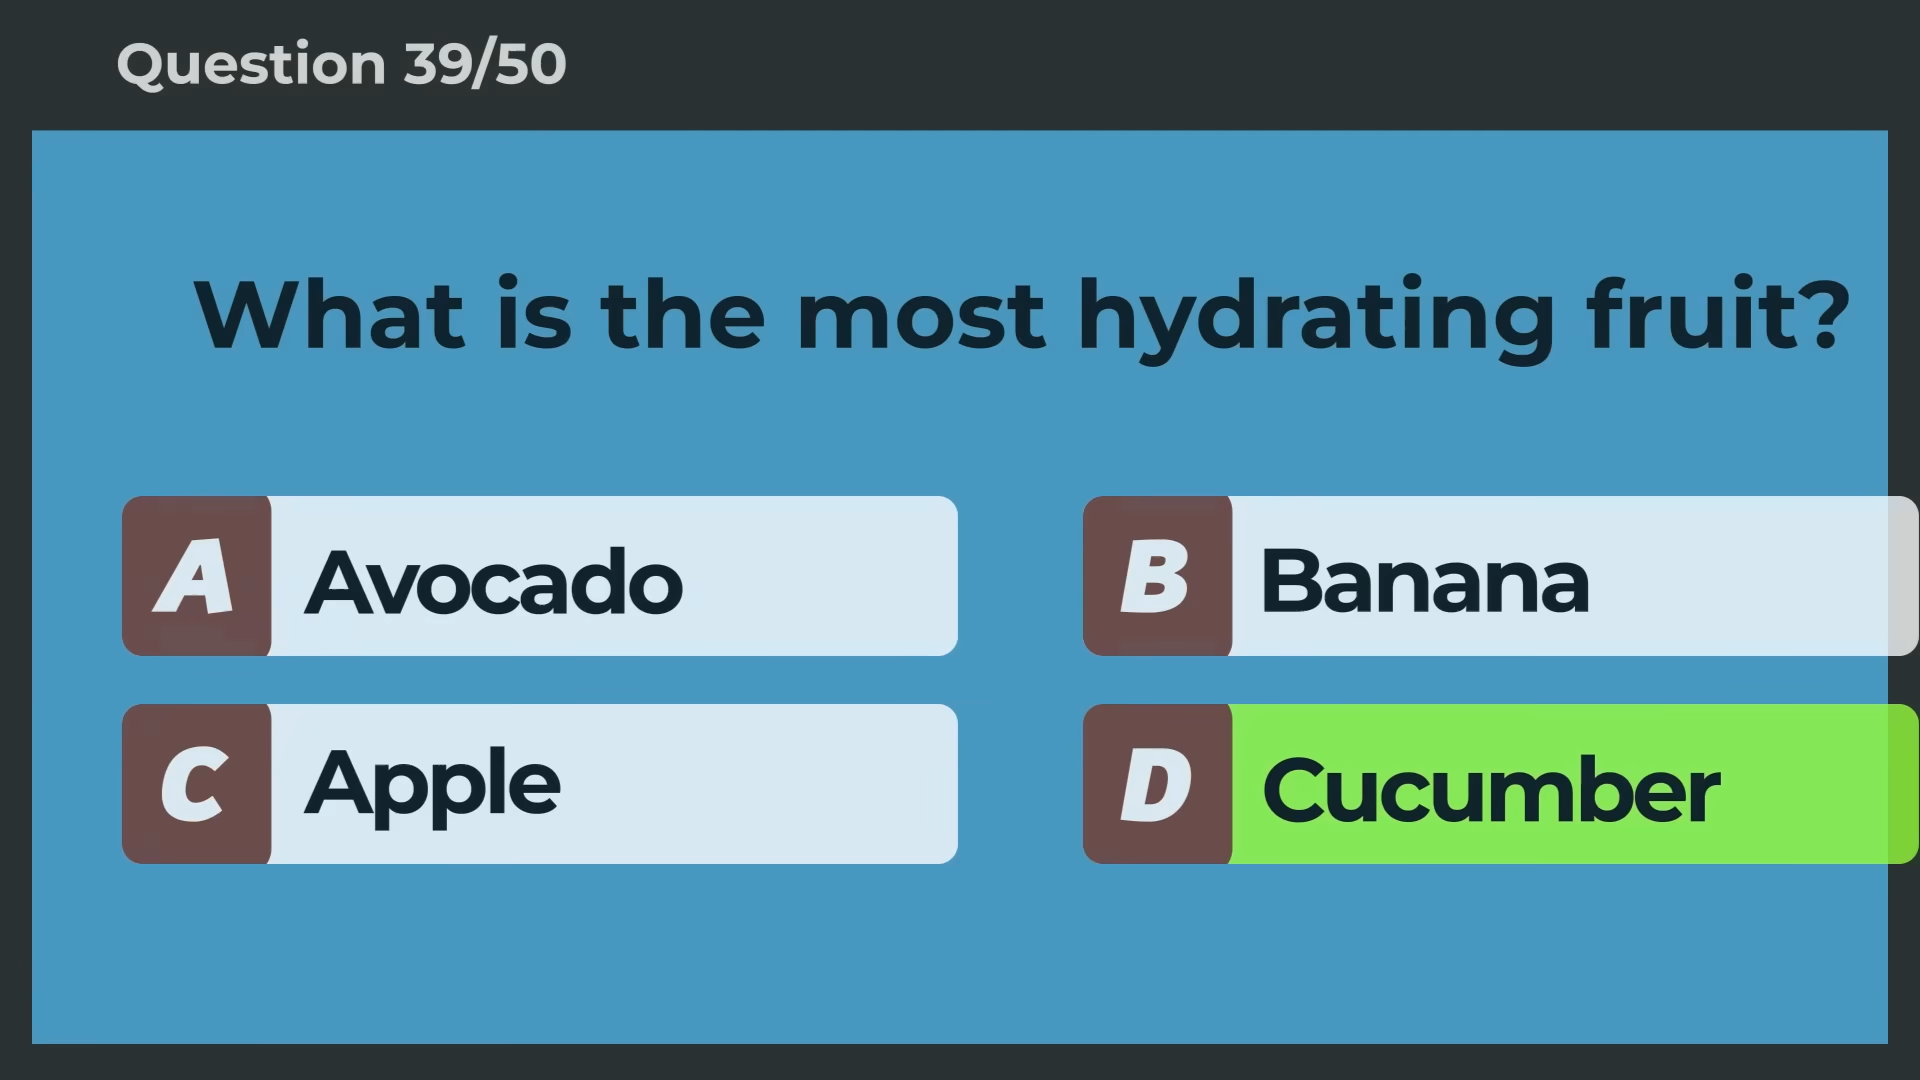 Question 39/50
What is the most hydrating fruit?
A Avocado
B Banana
C Apple
D Cucumber